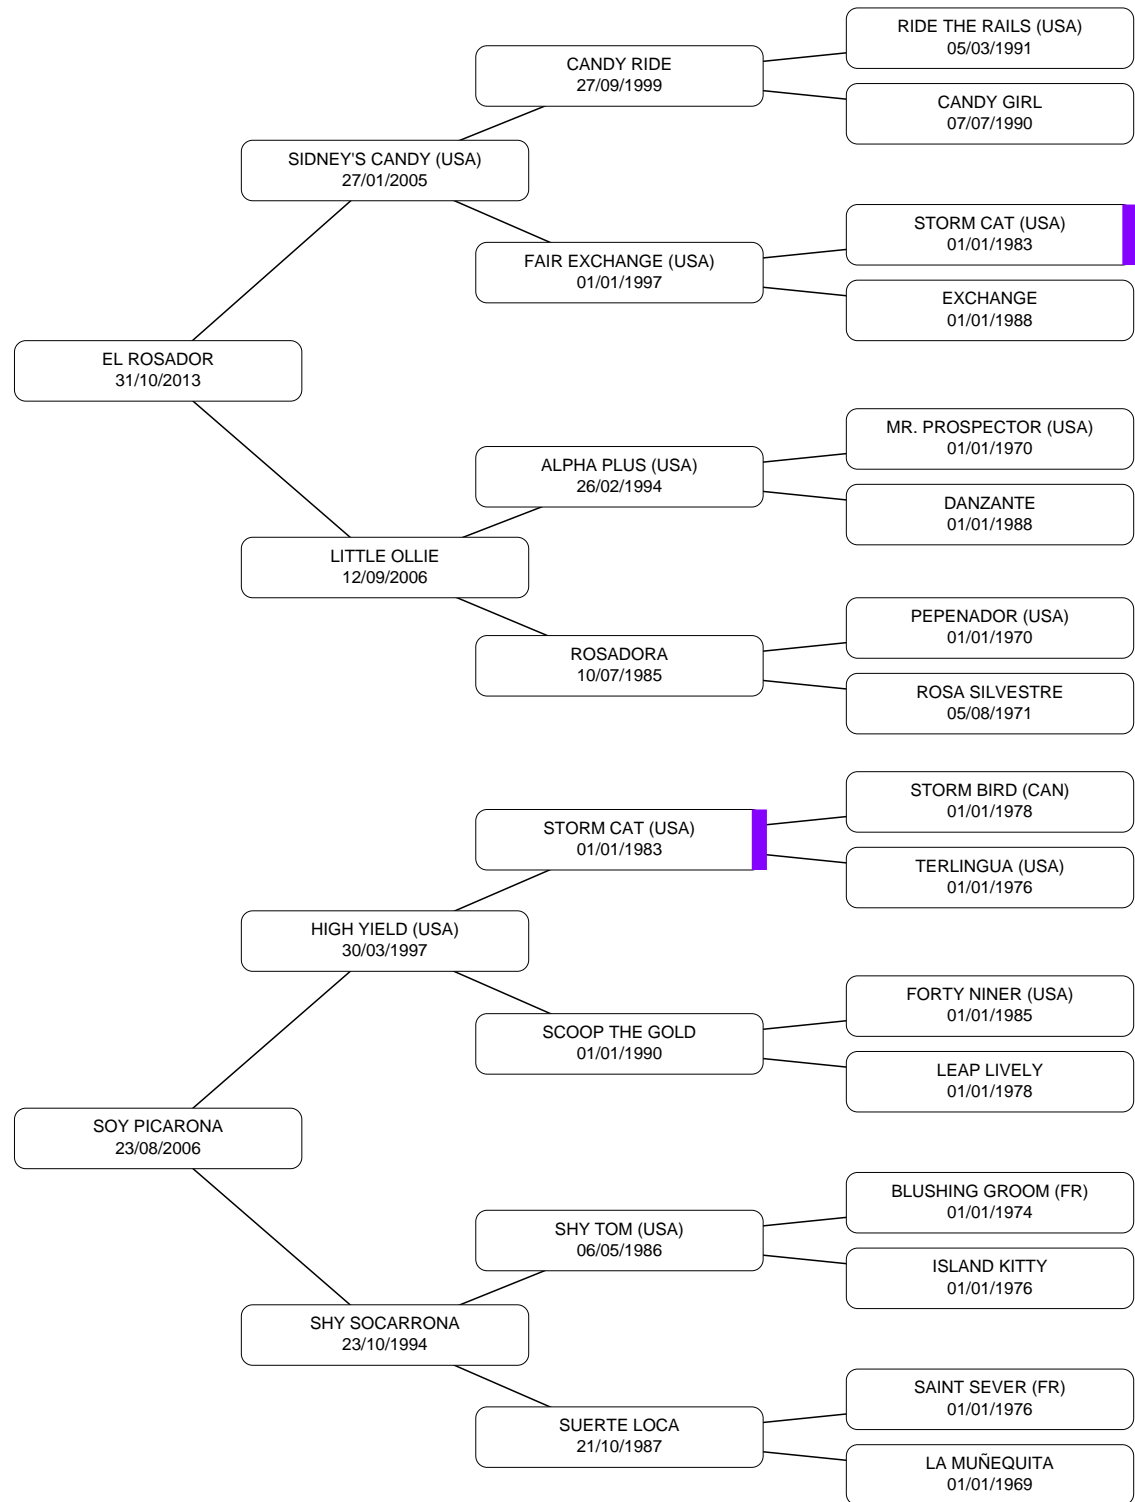 RIDE THE RAILS (USA)
05/03/1991
CANDY RIDE
27/09/1999
CANDY GIRL
07/07/1990
SIDNEY'S CANDY (USA)
27/01/2005
STORM CAT (USA)
01/01/1983
FAIR EXCHANGE (USA)
01/01/1997
EXCHANGE
01/01/1988
EL ROSADOR
31/10/2013
MR. PROSPECTOR (USA)
01/01/1970
ALPHA PLUS (USA)
26/02/1994
DANZANTE
01/01/1988
LITTLE OLLIE
12/09/2006
PEPENADOR (USA)
01/01/1970
ROSADORA
10/07/1985
ROSA SILVESTRE
05/08/1971
STORM BIRD (CAN)
01/01/1978
STORM CAT (USA)
01/01/1983
TERLINGUA (USA)
01/01/1976
HIGH YIELD (USA)
30/03/1997
FORTY NINER (USA)
01/01/1985
SCOOP THE GOLD
01/01/1990
LEAP LIVELY
01/01/1978
SOY PICARONA
23/08/2006
BLUSHING GROOM (FR)
01/01/1974
SHY TOM (USA)
06/05/1986
ISLAND KITTY
01/01/1976
SHY SOCARRONA
23/10/1994
SAINT SEVER (FR)
01/01/1976
SUERTE LOCA
21/10/1987
LA MUÑEQUITA
01/01/1969